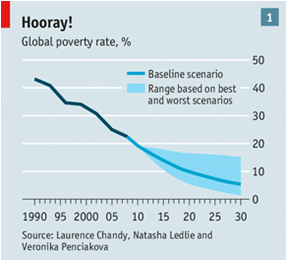 Hooray!
1
Global poverty rate, %
50
Baseline scenario
Range based on best
and worst scenarios
40
30
20
10
0
1990 95 2000 05 10 15 20 25 30
Source: Laurence Chandy, Natasha Ledlie and
Veronika Penciakova